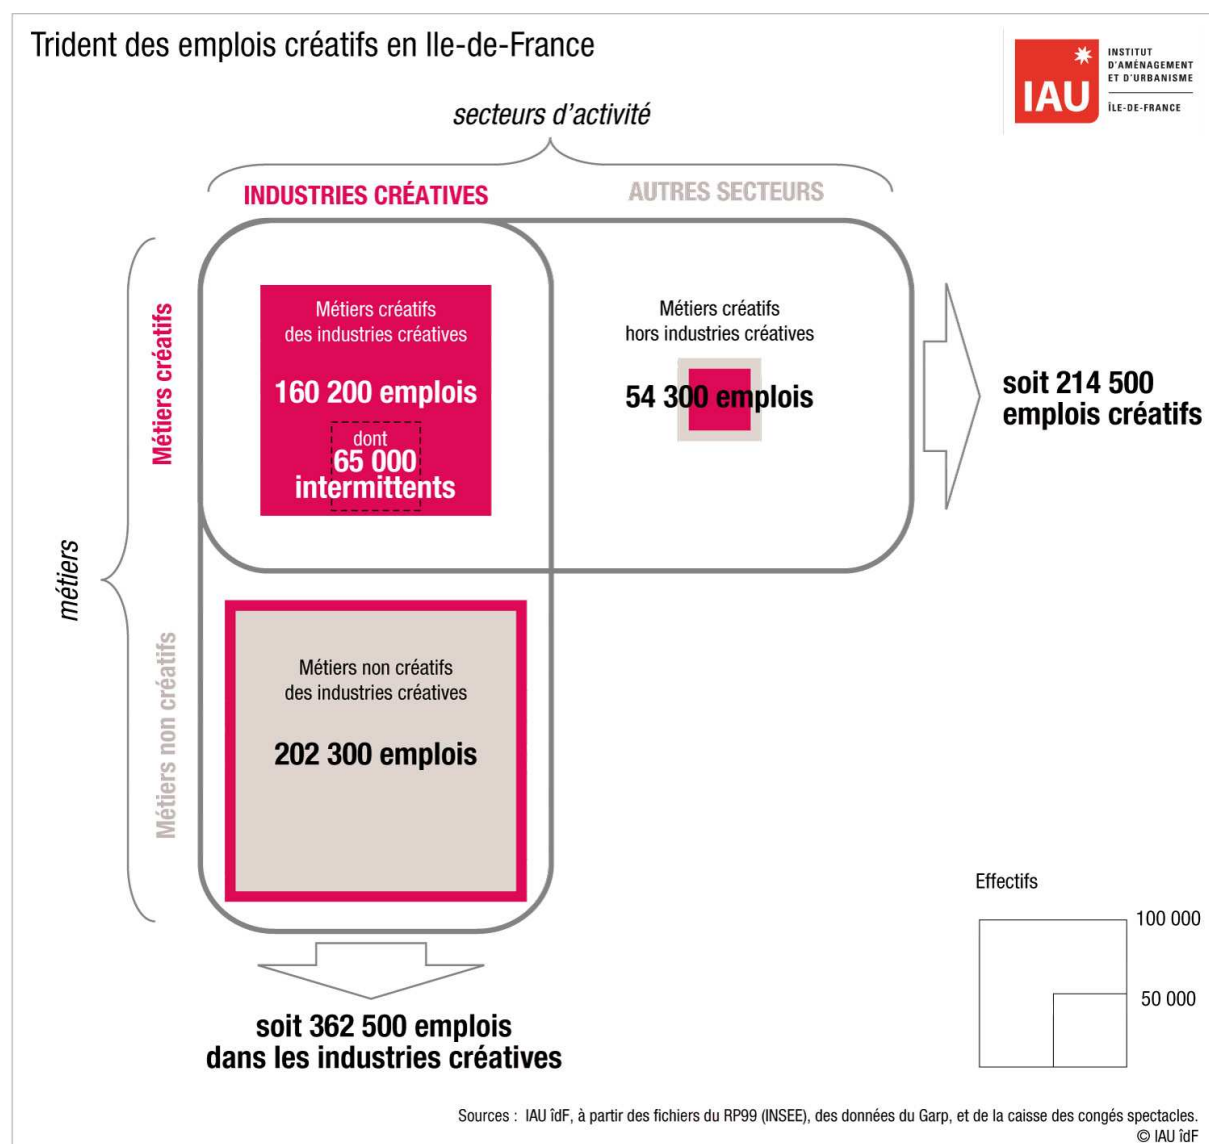 Trident des emplois créatifs en Ile-de-France
IAU
INSTITUT
D'AMÉNAGEMENT
ET D'URBANISME
ÎLE-DE-FRANCE
secteurs d'activité
INDUSTRIES CRÉATIVES
AUTRES SECTEURS
métiers
Métiers créatifs
Métiers créatifs
des industries créatives
160 200 emplois
dont
65 000
intermittents
Métiers créatifs
hors industries créatives
54 300 emplois
soit 214 500
emplois créatifs
Métiers non créatifs
Métiers non créatifs
des industries créatives
202 300 emplois
soit 362 500 emplois
dans les industries créatives
Effectifs
100 000
50 000
Sources : IAU îdF, à partir des fichiers du RP99 (INSEE), des données du Garp, et de la caisse des congés spectacles.
© IAU îdF